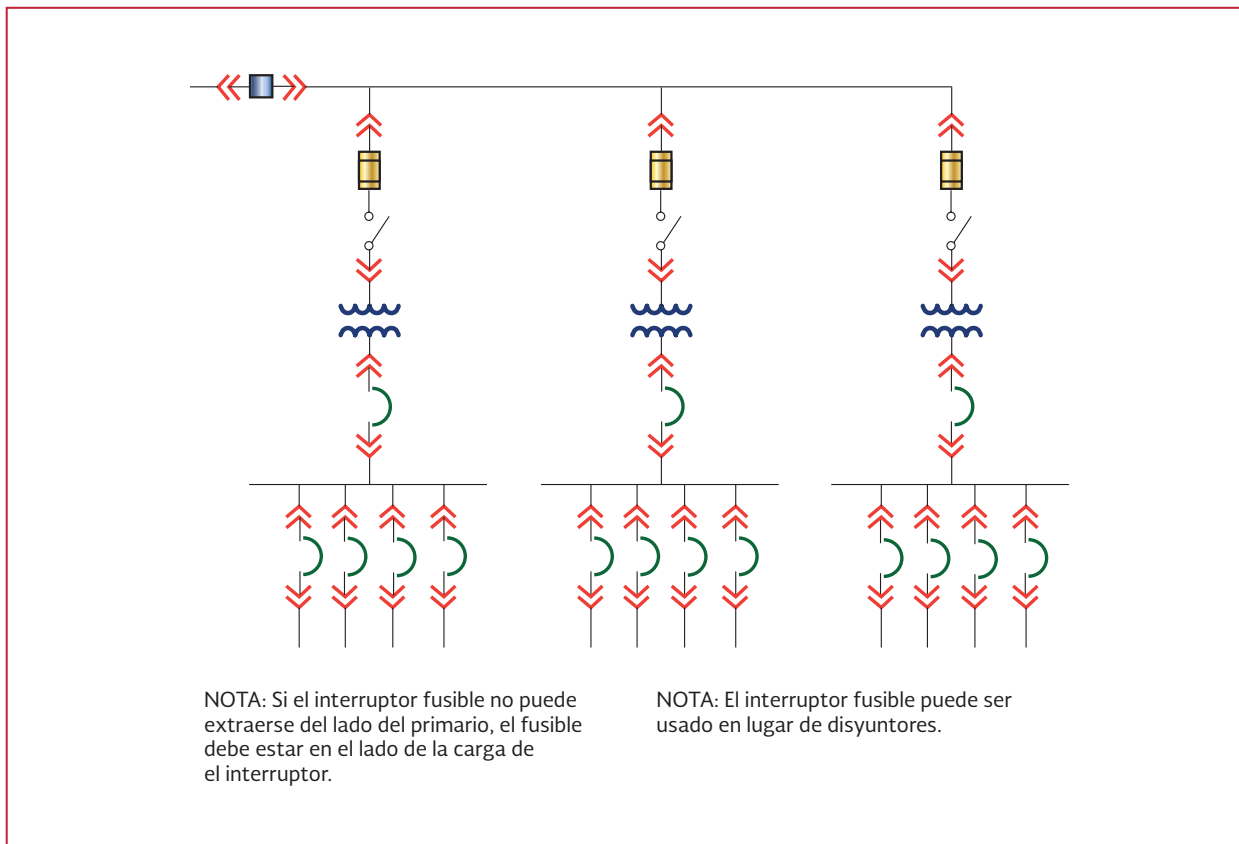 NOTA: Si el interruptor fusible no puede
extraerse del lado del primario, el fusible
debe estar en el lado de la carga de
el interruptor.
NOTA: El interruptor fusible puede ser
usado en lugar de disyuntores.